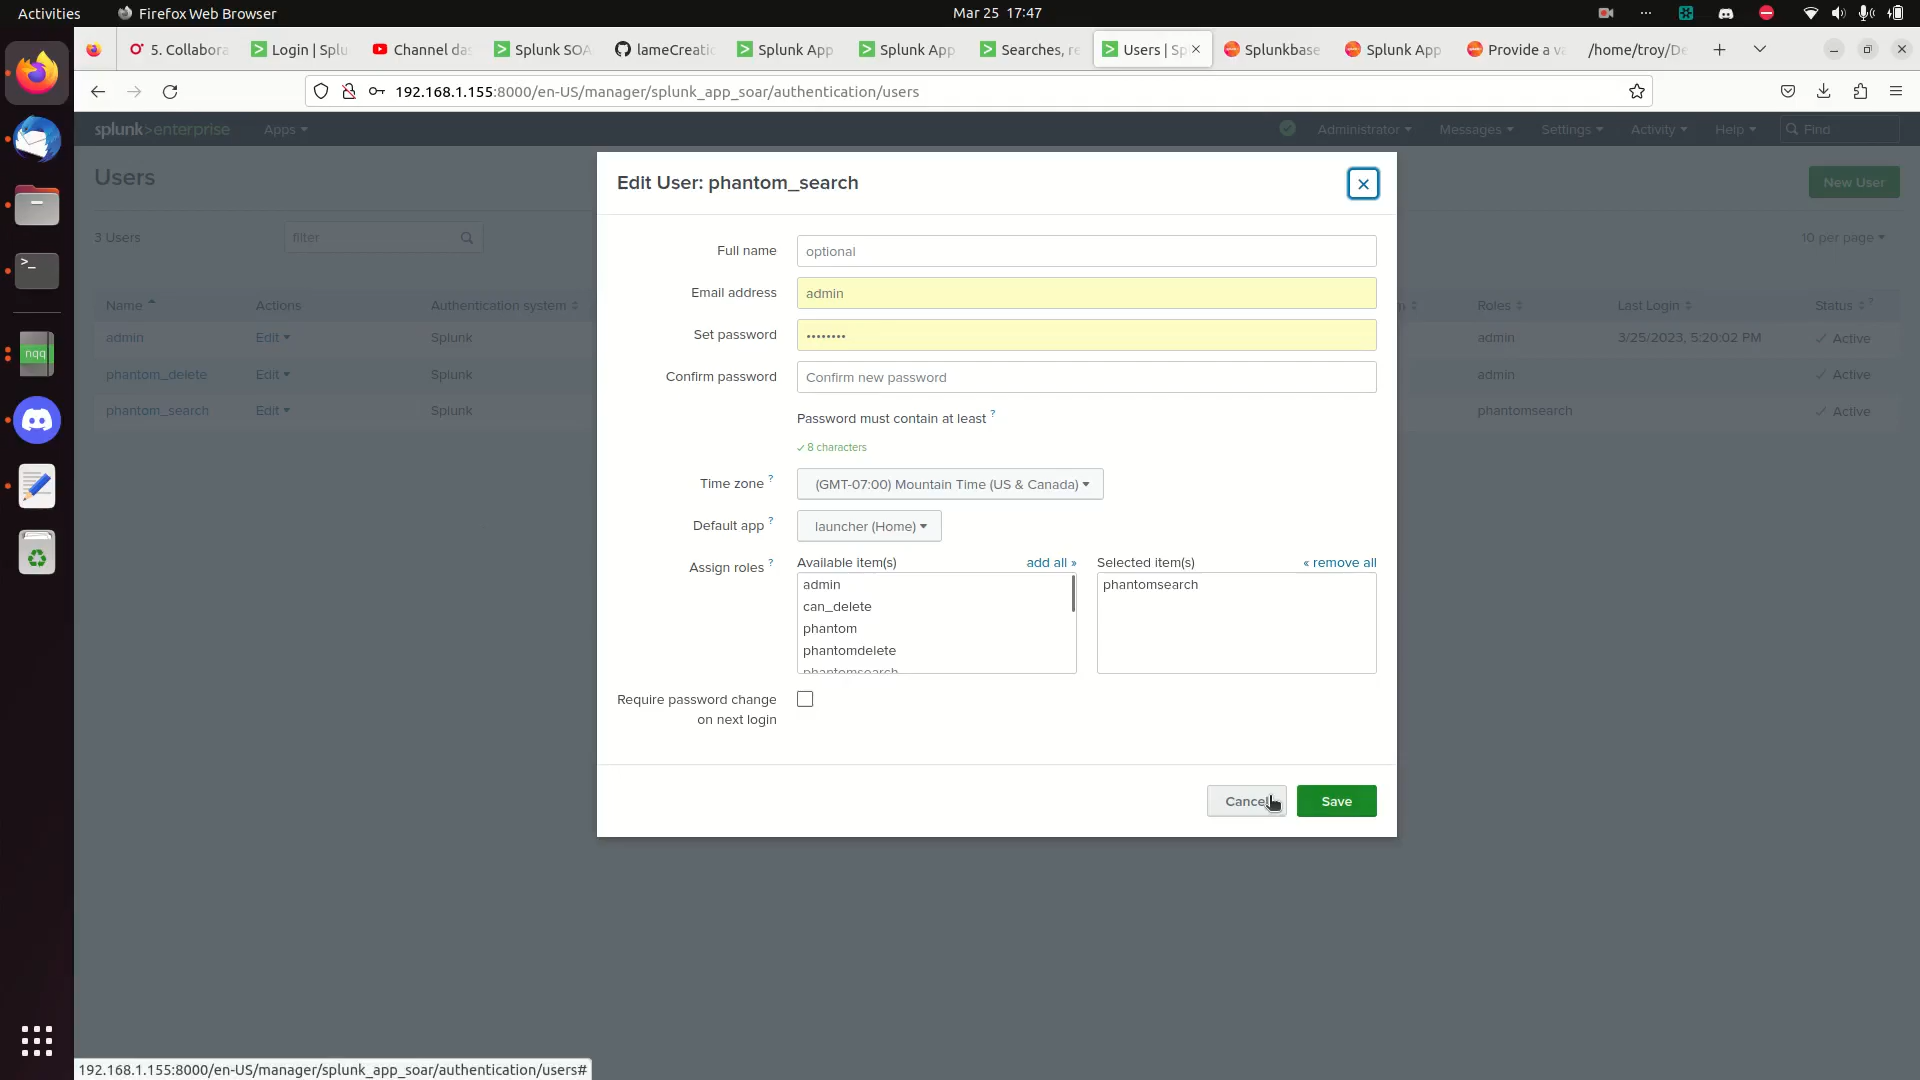 Activities
Firefox Web Browser
Mar 25 17:47
5. Collabora
Login | Splu
Channel das
Splunk SOA
lameCreatio
Splunk App
Splunk App
Searches, re
Users | Sp
Splunkbase
Splunk App
Provide a va
/home/troy/De
192.168.1.155:8000/en-US/manager/splunk_app_soar/authentication/users
splunk>enterprise
Apps
Administrator
Messages
Settings
Activity
Help
Find
Users
New User
3 Users
filter
10 per page
Name
Actions
Authentication system
Roles
Last Login
Status
?
admin
Edit
Splunk
admin
3/25/2023, 5:20:02 PM
Active
phantom_delete
Edit
Splunk
admin
Active
phantom_search
Edit
Splunk
phantomsearch
Active
Edit User: phantom_search
Full name
optional
Email address
admin
Set password
••••••••
Confirm password
Confirm new password
Password must contain at least ?
8 characters
Time zone ?
(GMT-07:00) Mountain Time (US & Canada)
Default app ?
launcher (Home)
Assign roles ?
Available item(s)
add all »
Selected item(s)
« remove all
admin
can_delete
phantom
phantomdelete
phantomsearch
phantomsearch
Require password change
on next login
Cancel
Save
nqq
192.168.1.155:8000/en-US/manager/splunk_app_soar/authentication/users#